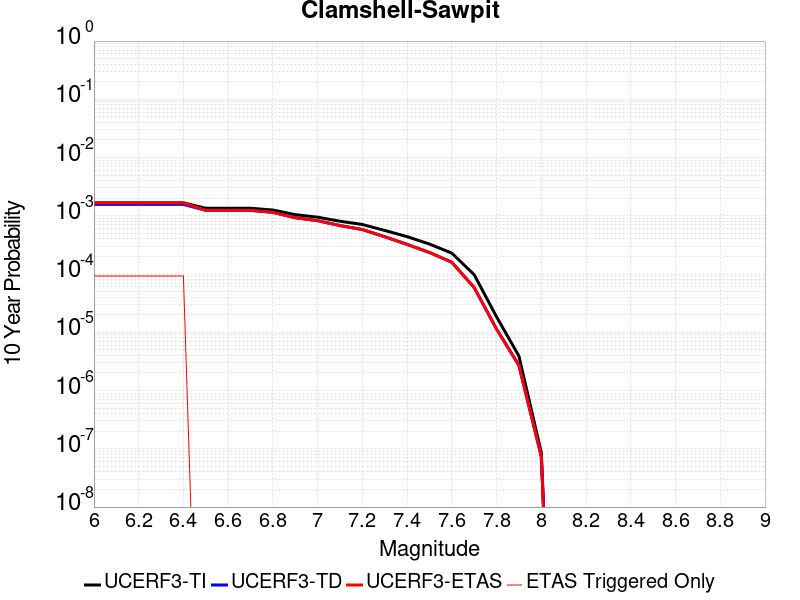 Clamshell-Sawpit
10 Year Probability
10^0
10^-1
10^-2
10^-3
10^-4
10^-5
10^-6
10^-7
10^-8
6 6.2 6.4 6.6 6.8 7 7.2 7.4 7.6 7.8 8 8.2 8.4 8.6 8.8 9
Magnitude
UCERF3-TI UCERF3-TD UCERF3-ETAS ETAS Triggered Only